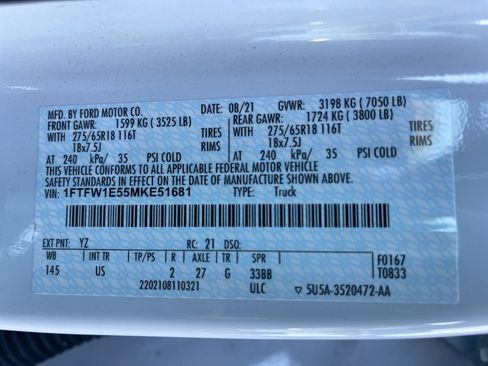 MFD. BY FORD MOTOR CO. DATE: 08/21 GVWR: 3198 KG ( 7050 LB)
FRONT GAWR: 1599 KG ( 3525 LB) REAR GAWR: 1724 KG ( 3800 LB)
WITH 275/65R18 116T TIRES WITH 275/65R18 116T TIRES
18x7.5J RIMS 18x7.5J RIMS
AT 240 kPa/ 35 PSI COLD AT 240 kPa/ 35 PSI COLD
THIS VEHICLE CONFORMS TO ALL APPLICABLE FEDERAL MOTOR VEHICLE
SAFETY STANDARDS IN EFFECT ON THE DATE OF MANUFACTURE SHOWN ABOVE.
VIN: 1FTFW1E55MKE51681 TYPE: Truck
EXT PNT: YZ RC: 21 DSO: F0167
WB INT TR TP/PS R AXLE TR SPR T0833
145 US 2 27 G 33BB
2202108110321 ULC ▽ 5U5A-3520472-AA